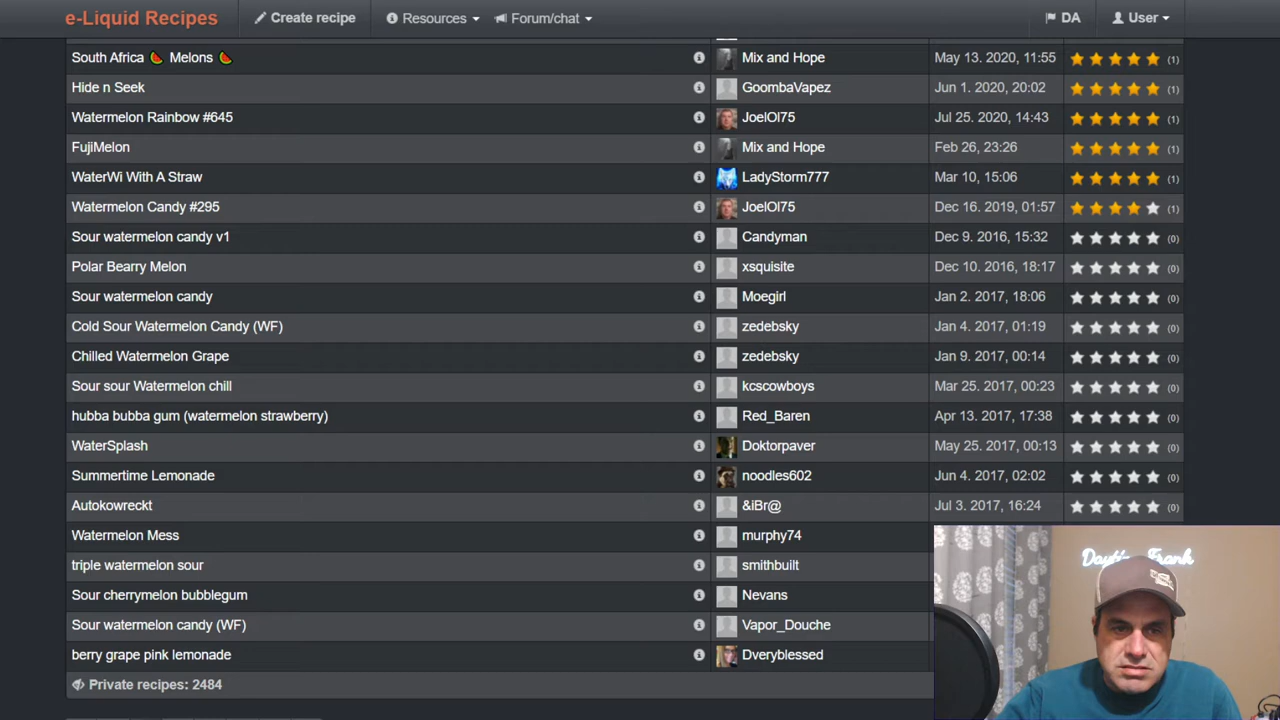 e-Liquid Recipes Create recipe Resources Forum/chat DA User
South Africa 🍉 Melons 🍉 Mix and Hope May 13. 2020, 11:55 (1)
Hide n Seek GoombaVapez Jun 1. 2020, 20:02 (1)
Watermelon Rainbow #645 JoelOl75 Jul 25. 2020, 14:43 (1)
FujiMelon Mix and Hope Feb 26, 23:26 (1)
WaterWi With A Straw LadyStorm777 Mar 10, 15:06 (1)
Watermelon Candy #295 JoelOl75 Dec 16. 2019, 01:57 (1)
Sour watermelon candy v1 Candyman Dec 9. 2016, 15:32 (0)
Polar Bearry Melon xsquisite Dec 10. 2016, 18:17 (0)
Sour watermelon candy Moegirl Jan 2. 2017, 18:06 (0)
Cold Sour Watermelon Candy (WF) zedebsky Jan 4. 2017, 01:19 (0)
Chilled Watermelon Grape zedebsky Jan 9. 2017, 00:14 (0)
Sour sour Watermelon chill kcscowboys Mar 25. 2017, 00:23 (0)
hubba bubba gum (watermelon strawberry) Red_Baren Apr 13. 2017, 17:38 (0)
WaterSplash Doktorpaver May 25. 2017, 00:13 (0)
Summertime Lemonade noodles602 Jun 4. 2017, 02:02 (0)
Autokowreckt &iBr@ Jul 3. 2017, 16:24 (0)
Watermelon Mess murphy74
triple watermelon sour smithbuilt
Sour cherrymelon bubblegum Nevans
Sour watermelon candy (WF) Vapor_Douche
berry grape pink lemonade Dveryblessed
Private recipes: 2484